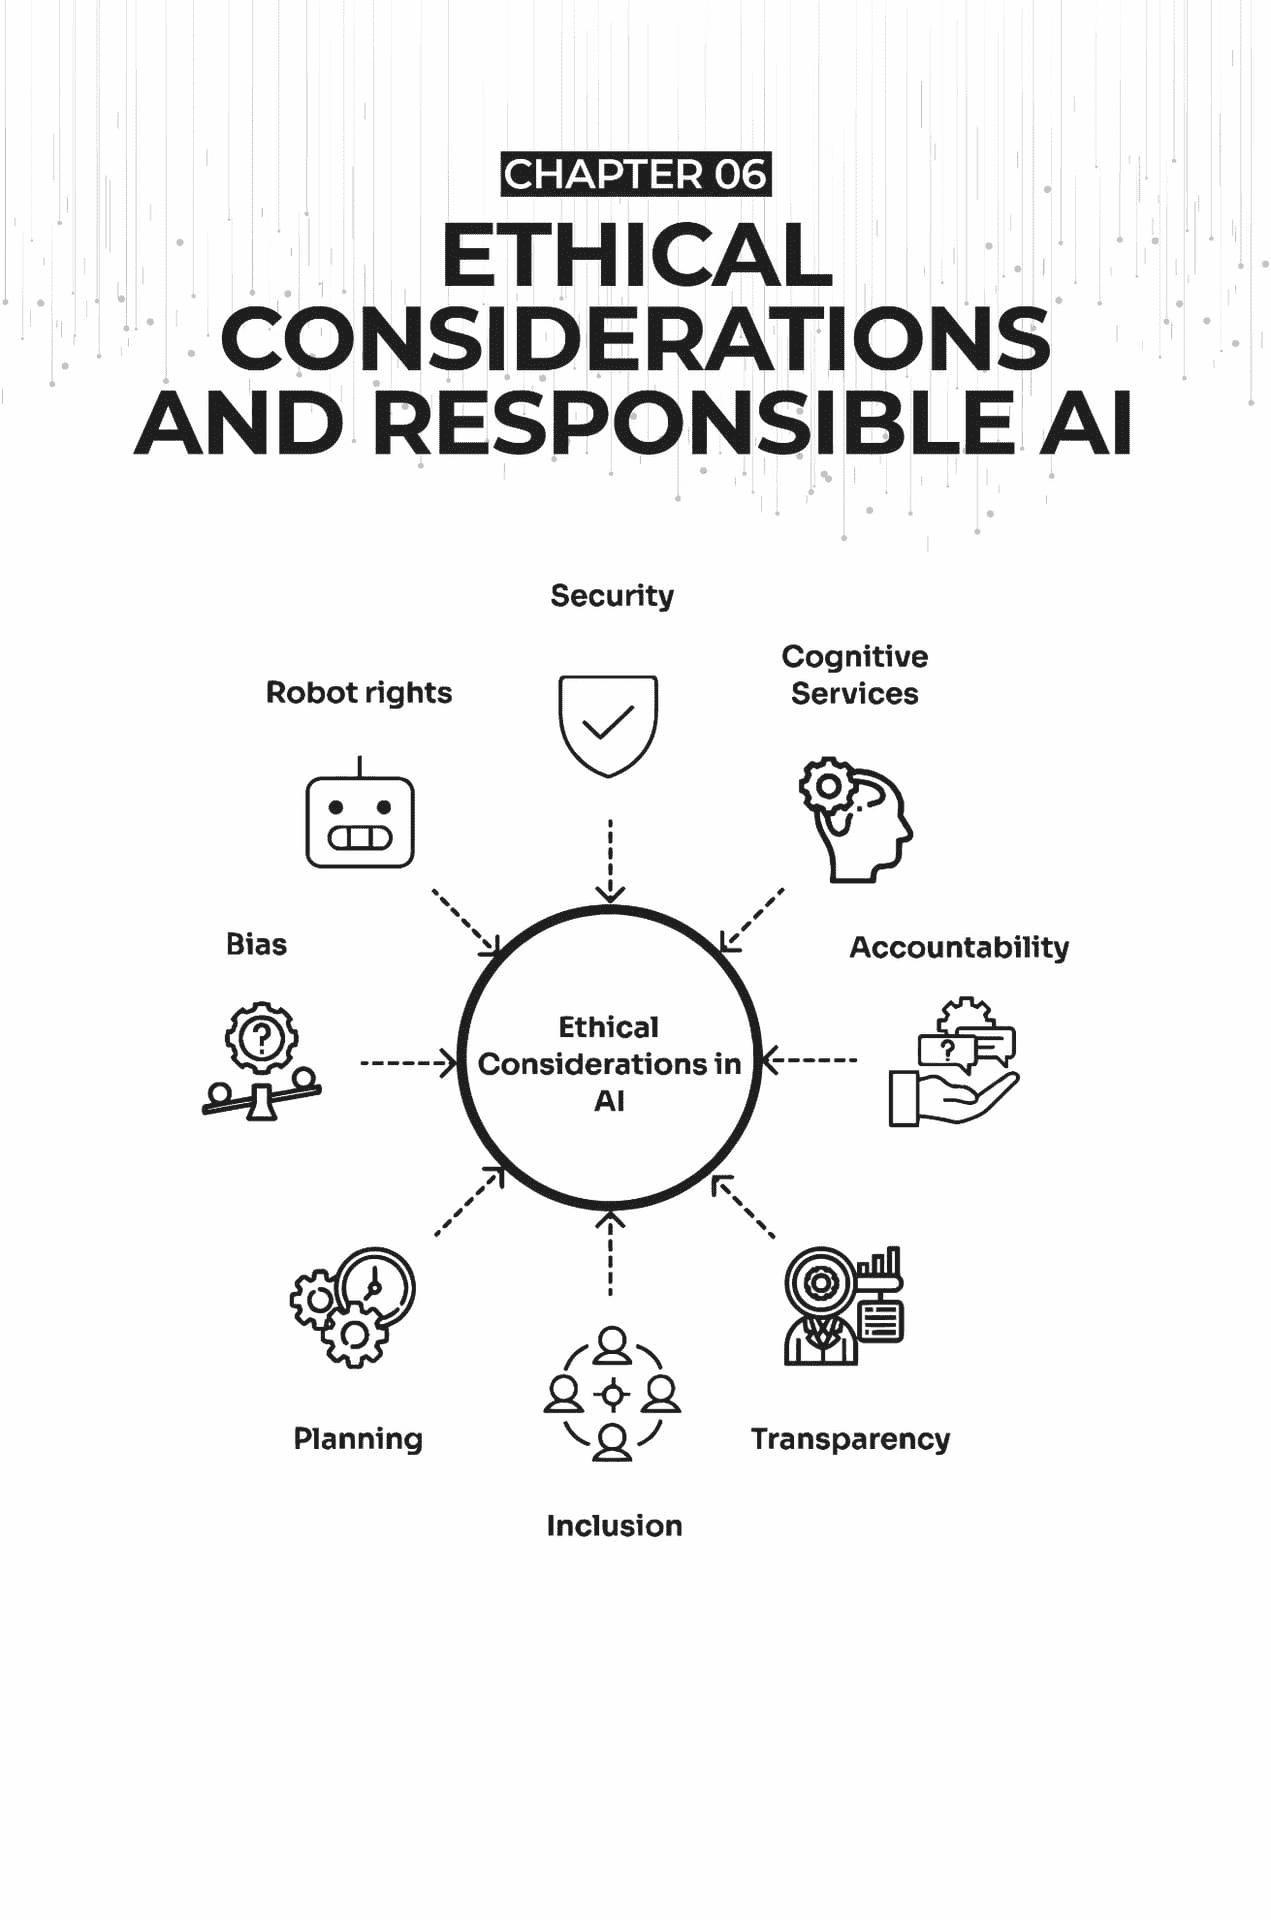 CHAPTER 06
ETHICAL
CONSIDERATIONS
AND RESPONSIBLE AI
Security
Cognitive
Services
Robot rights
Bias
Accountability
Ethical
Considerations in
AI
Planning
Transparency
Inclusion